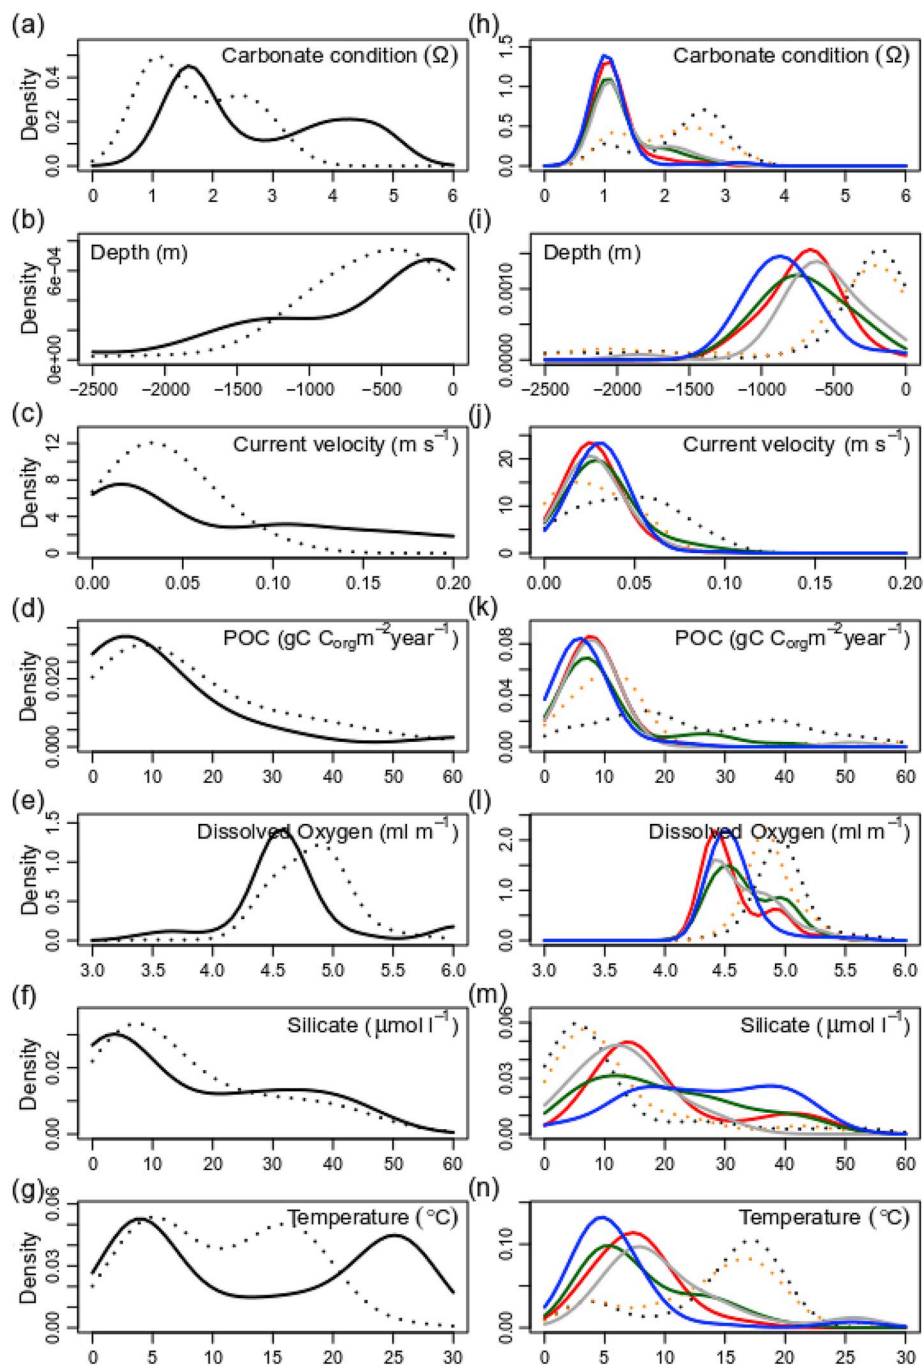 (a)
Carbonate condition (Ω)
Density
0.0 0.2 0.4
0 1 2 3 4 5 6
(b)
Depth (m)
Density
0e+00 6e−04
−2500 −1500 −1000 −500 0
(c)
Current velocity (m s⁻¹)
Density
0 4 8 12
0.00 0.05 0.10 0.15 0.20
(d)
POC (gC C_org m⁻² year⁻¹)
Density
0.000 0.020
0 10 20 30 40 50 60
(e)
Dissolved Oxygen (ml m⁻¹)
Density
0.0 0.5 1.0 1.5
3.0 3.5 4.0 4.5 5.0 5.5 6.0
(f)
Silicate (μmol l⁻¹)
Density
0.00 0.02
0 10 20 30 40 50 60
(g)
Temperature (°C)
Density
0.00 0.03 0.06
0 5 10 15 20 25 30
(h)
Carbonate condition (Ω)
0.0 0.5 1.0 1.5
0 1 2 3 4 5 6
(i)
Depth (m)
0.0000 0.0010
−2500 −1500 −1000 −500 0
(j)
Current velocity (m s⁻¹)
0 10 20
0.00 0.05 0.10 0.15 0.20
(k)
POC (gC C_org m⁻² year⁻¹)
0.00 0.04 0.08
0 10 20 30 40 50 60
(l)
Dissolved Oxygen (ml m⁻¹)
0.0 1.0 2.0
3.0 3.5 4.0 4.5 5.0 5.5 6.0
(m)
Silicate (μmol l⁻¹)
0.00 0.03 0.06
0 10 20 30 40 50 60
(n)
Temperature (°C)
0.00 0.10
0 5 10 15 20 25 30